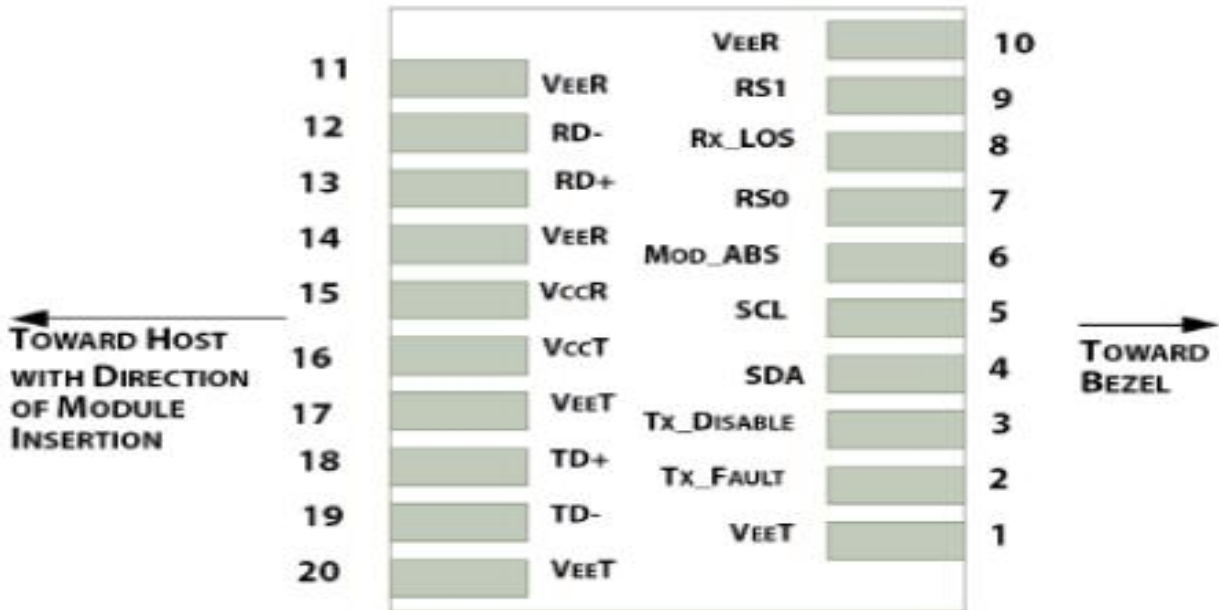 VEER 10
11 VEER
RS1 9
12 RD-
Rx_LOS 8
13 RD+
RS0 7
14 VEER
MOD_ABS 6
15 VCCR
SCL 5
16 VCCT
SDA 4
17 VEET
TX_DISABLE 3
18 TD+
TX_FAULT 2
19 TD-
VEET 1
20 VEET
TOWARD HOST
WITH DIRECTION
OF MODULE
INSERTION
TOWARD
BEZEL